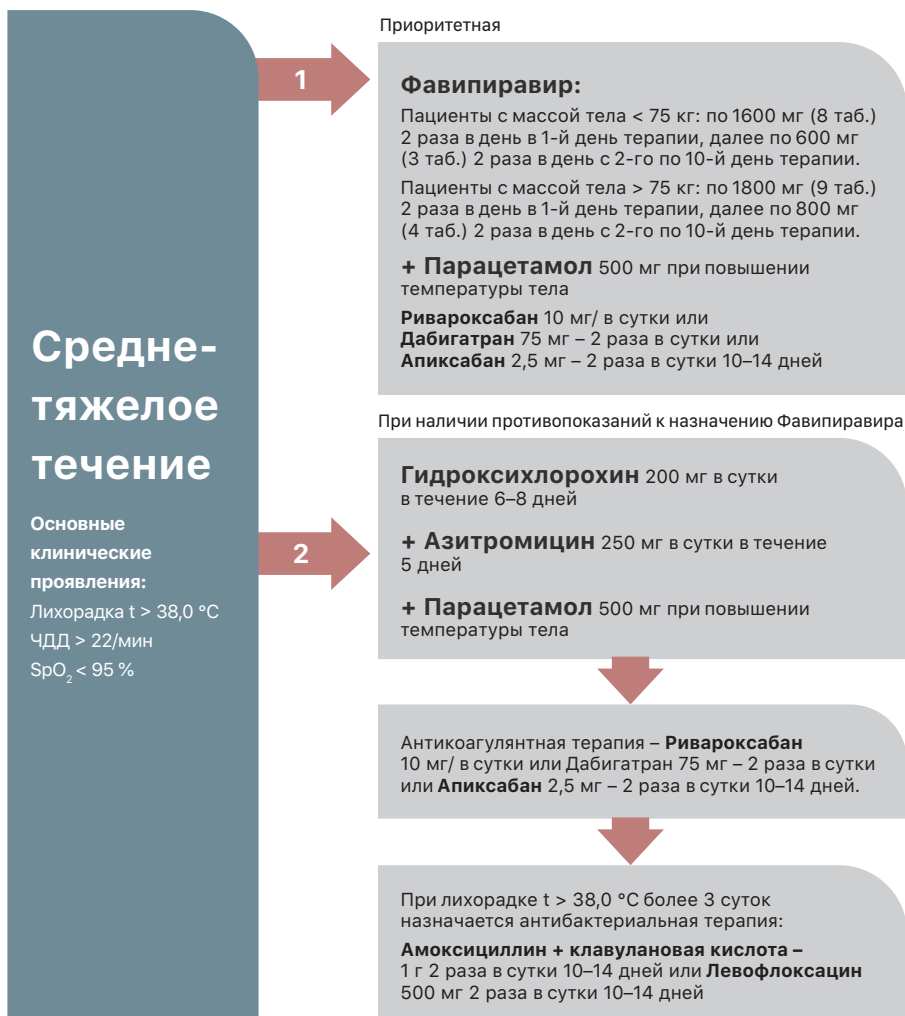 Средне-
тяжелое
течение
Основные
клинические
проявления:
Лихорадка t > 38,0 °C
ЧДД > 22/мин
SpO₂ < 95 %
1
Приоритетная
Фавипиравир:
Пациенты с массой тела < 75 кг: по 1600 мг (8 таб.)
2 раза в день в 1-й день терапии, далее по 600 мг
(3 таб.) 2 раза в день с 2-го по 10-й день терапии.
Пациенты с массой тела > 75 кг: по 1800 мг (9 таб.)
2 раза в день в 1-й день терапии, далее по 800 мг
(4 таб.) 2 раза в день с 2-го по 10-й день терапии.
+ Парацетамол 500 мг при повышении
температуры тела
Ривароксабан 10 мг/ в сутки или
Дабигатран 75 мг – 2 раза в сутки или
Апиксабан 2,5 мг – 2 раза в сутки 10–14 дней
2
При наличии противопоказаний к назначению Фавипиравира
Гидроксихлорохин 200 мг в сутки
в течение 6–8 дней
+ Азитромицин 250 мг в сутки в течение
5 дней
+ Парацетамол 500 мг при повышении
температуры тела
Антикоагулянтная терапия – Ривароксабан
10 мг/ в сутки или Дабигатран 75 мг – 2 раза в сутки
или Апиксабан 2,5 мг – 2 раза в сутки 10–14 дней.
При лихорадке t > 38,0 °C более 3 суток
назначается антибактериальная терапия:
Амоксициллин + клавулановая кислота –
1 г 2 раза в сутки 10–14 дней или Левофлоксацин
500 мг 2 раза в сутки 10–14 дней